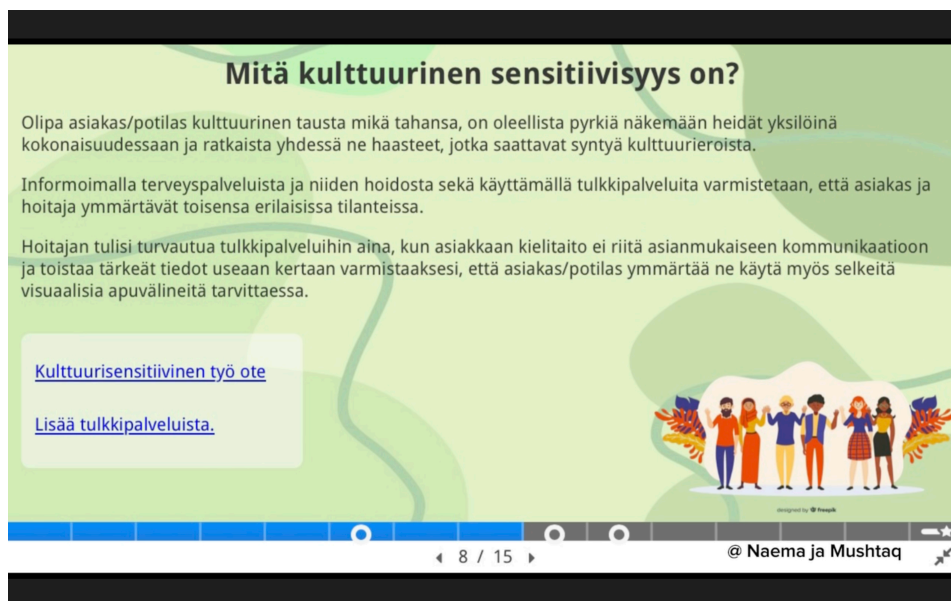 Mitä kulttuurinen sensitiivisyys on?
Olipa asiakas/potilas kulttuurinen tausta mikä tahansa, on oleellista pyrkiä näkemään heidät yksilöinä
kokonaisuudessaan ja ratkaista yhdessä ne haasteet, jotka saattavat syntyä kulttuurieroista.
Informoimalla terveyspalveluista ja niiden hoidosta sekä käyttämällä tulkkipalveluita varmistetaan, että asiakas ja
hoitaja ymmärtävät toisensa erilaisissa tilanteissa.
Hoitajan tulisi turvautua tulkkipalveluihin aina, kun asiakkaan kielitaito ei riitä asianmukaiseen kommunikaatioon
ja toistaa tärkeät tiedot useaan kertaan varmistaaksesi, että asiakas/potilas ymmärtää ne käytä myös selkeitä
visuaalisia apuvälineitä tarvittaessa.
Kulttuurisensitiivinen työ ote
Lisää tulkkipalveluista.
designed by freepik
8 / 15
@ Naema ja Mushtaq